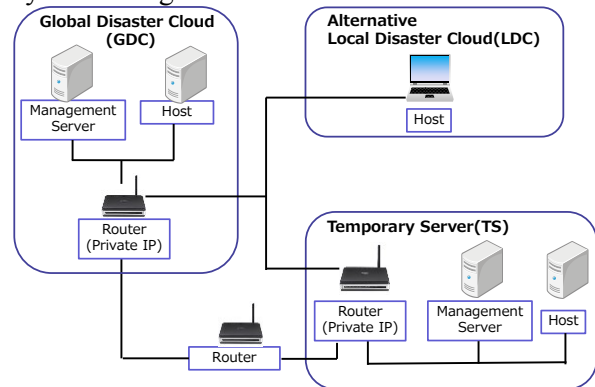 Global Disaster Cloud
(GDC)
Management
Server
Host
Router
(Private IP)
Alternative
Local Disaster Cloud(LDC)
Host
Temporary Server(TS)
Router
(Private IP)
Management
Server
Host
Router